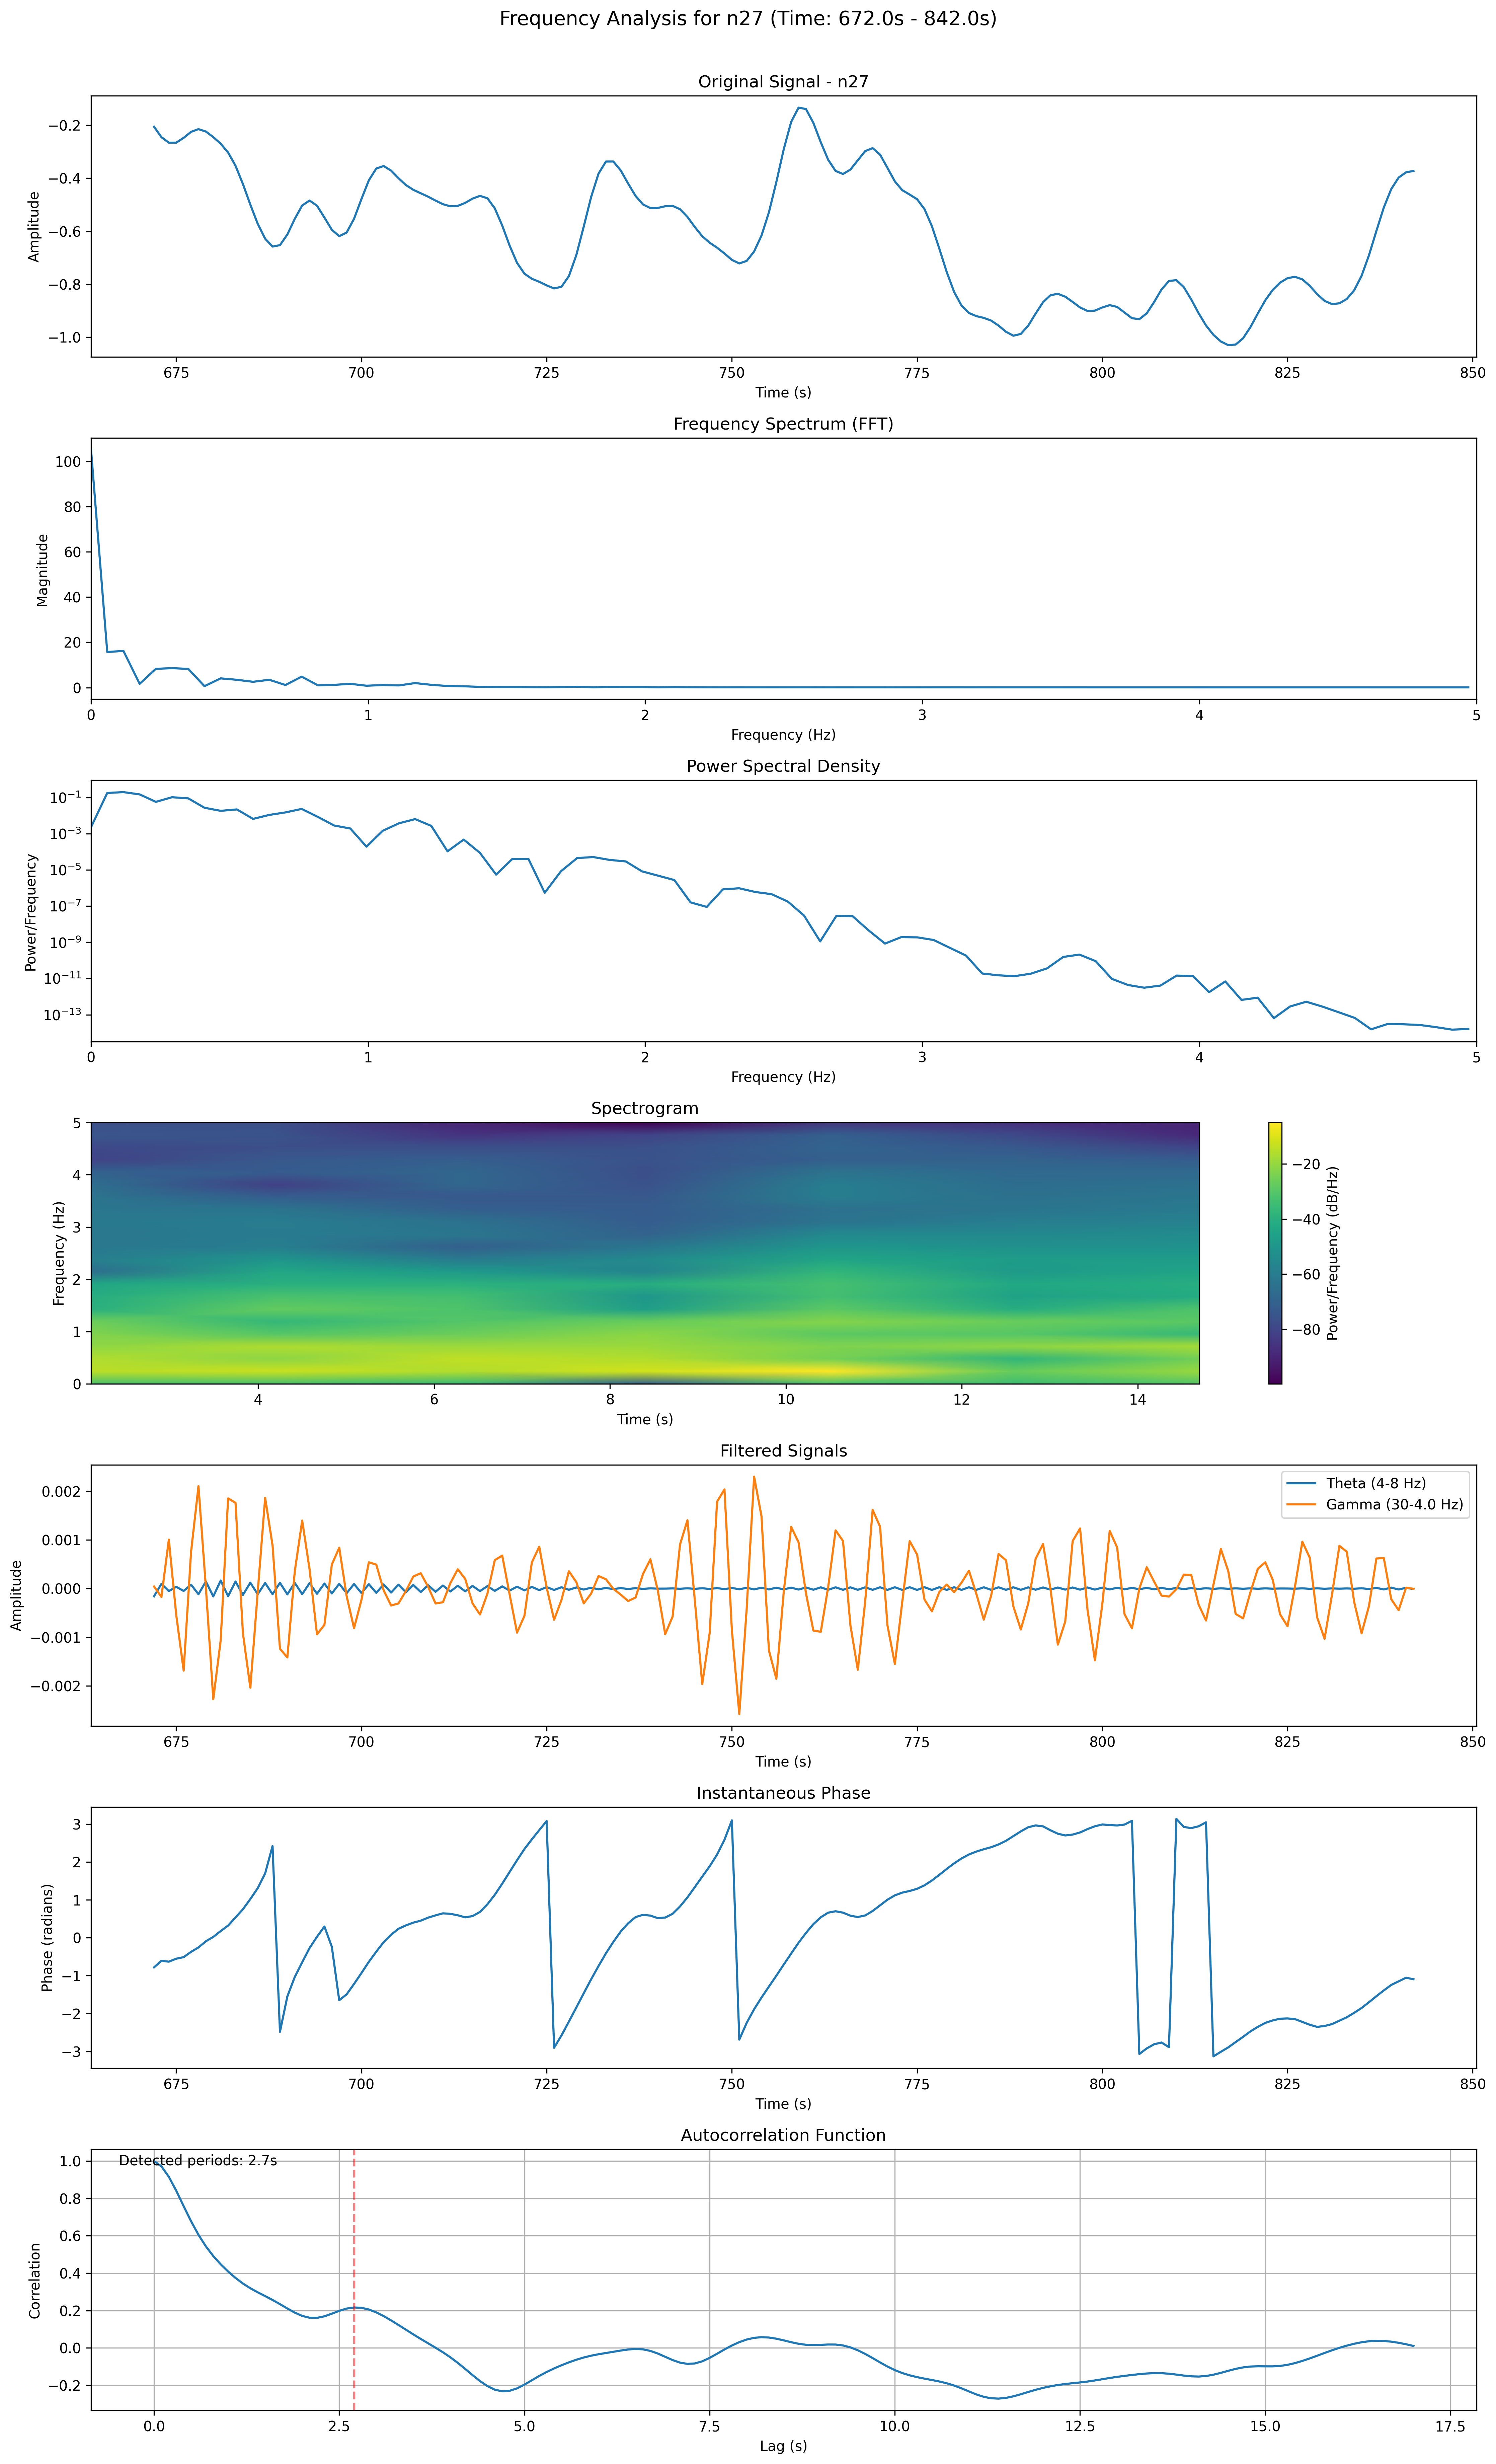 Frequency Analysis for n27 (Time: 672.0s - 842.0s)
Original Signal - n27
Amplitude
−0.2
−0.4
−0.6
−0.8
−1.0
675 700 725 750 775 800 825 850
Time (s)
Frequency Spectrum (FFT)
Magnitude
100
80
60
40
20
0
0 1 2 3 4 5
Frequency (Hz)
Power Spectral Density
Power/Frequency
10⁻¹
10⁻³
10⁻⁵
10⁻⁷
10⁻⁹
10⁻¹¹
10⁻¹³
0 1 2 3 4 5
Frequency (Hz)
Spectrogram
Frequency (Hz)
5
4
3
2
1
0
4 6 8 10 12 14
Time (s)
−20
−40
−60
−80
Power/Frequency (dB/Hz)
Filtered Signals
Amplitude
0.002
0.001
0.000
−0.001
−0.002
Theta (4-8 Hz)
Gamma (30-4.0 Hz)
675 700 725 750 775 800 825 850
Time (s)
Instantaneous Phase
Phase (radians)
3
2
1
0
−1
−2
−3
675 700 725 750 775 800 825 850
Time (s)
Autocorrelation Function
Detected periods: 2.7s
Correlation
1.0
0.8
0.6
0.4
0.2
0.0
−0.2
0.0 2.5 5.0 7.5 10.0 12.5 15.0 17.5
Lag (s)